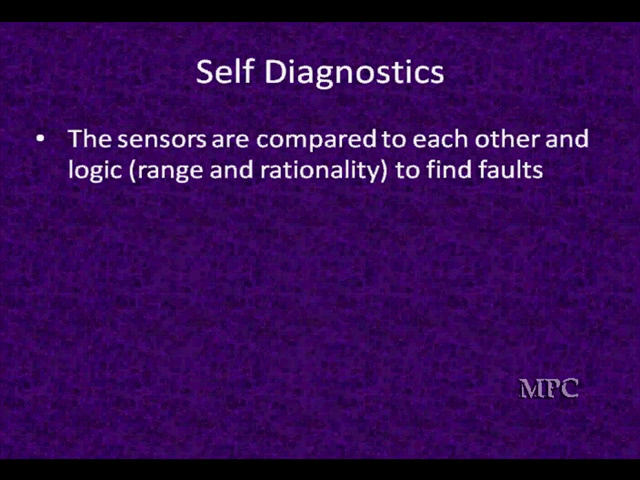 Self Diagnostics
• The sensors are compared to each other and
logic (range and rationality) to find faults
MPC